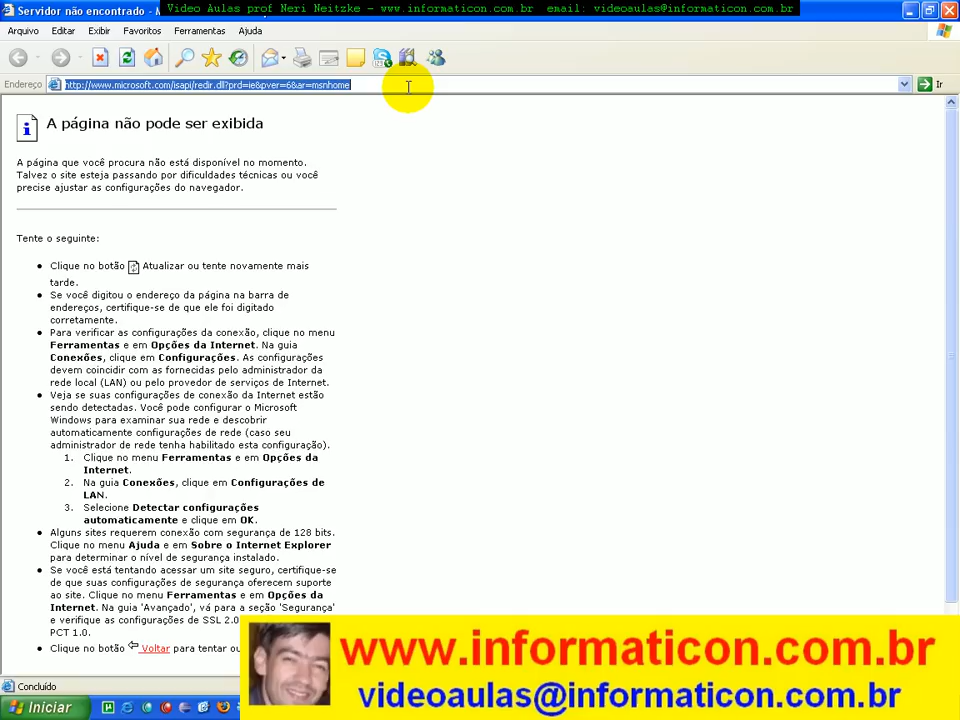 Servidor não encontrado - M
Video Aulas prof Neri Neitzke - www.informaticon.com.br email: videoaulas@informaticon.com.br
Arquivo Editar Exibir Favoritos Ferramentas Ajuda
Endereço http://www.microsoft.com/isapi/redir.dll?prd=ie&pver=6&ar=msnhome Ir
A página não pode ser exibida
A página que você procura não está disponível no momento.
Talvez o site esteja passando por dificuldades técnicas ou você
precise ajustar as configurações do navegador.
Tente o seguinte:
Clique no botão Atualizar ou tente novamente mais
tarde.
Se você digitou o endereço da página na barra de
endereços, certifique-se de que ele foi digitado
corretamente.
Para verificar as configurações da conexão, clique no menu
Ferramentas e em Opções da Internet. Na guia
Conexões, clique em Configurações. As configurações
devem coincidir com as fornecidas pelo administrador da
rede local (LAN) ou pelo provedor de serviços de Internet.
Veja se suas configurações de conexão da Internet estão
sendo detectadas. Você pode configurar o Microsoft
Windows para examinar sua rede e descobrir
automaticamente configurações de rede (caso seu
administrador de rede tenha habilitado esta configuração).
1. Clique no menu Ferramentas e em Opções da
Internet.
2. Na guia Conexões, clique em Configurações de
LAN.
3. Selecione Detectar configurações
automaticamente e clique em OK.
Alguns sites requerem conexão com segurança de 128 bits.
Clique no menu Ajuda e em Sobre o Internet Explorer
para determinar o nível de segurança instalado.
Se você está tentando acessar um site seguro, certifique-se
de que suas configurações de segurança oferecem suporte
ao site. Clique no menu Ferramentas e em Opções da
Internet. Na guia 'Avançado', vá para a seção 'Segurança'
e verifique as configurações de SSL 2.0
PCT 1.0.
Clique no botão Voltar para tentar ou
www.informaticon.com.br
videoaulas@informaticon.com.br
Concluído
Iniciar